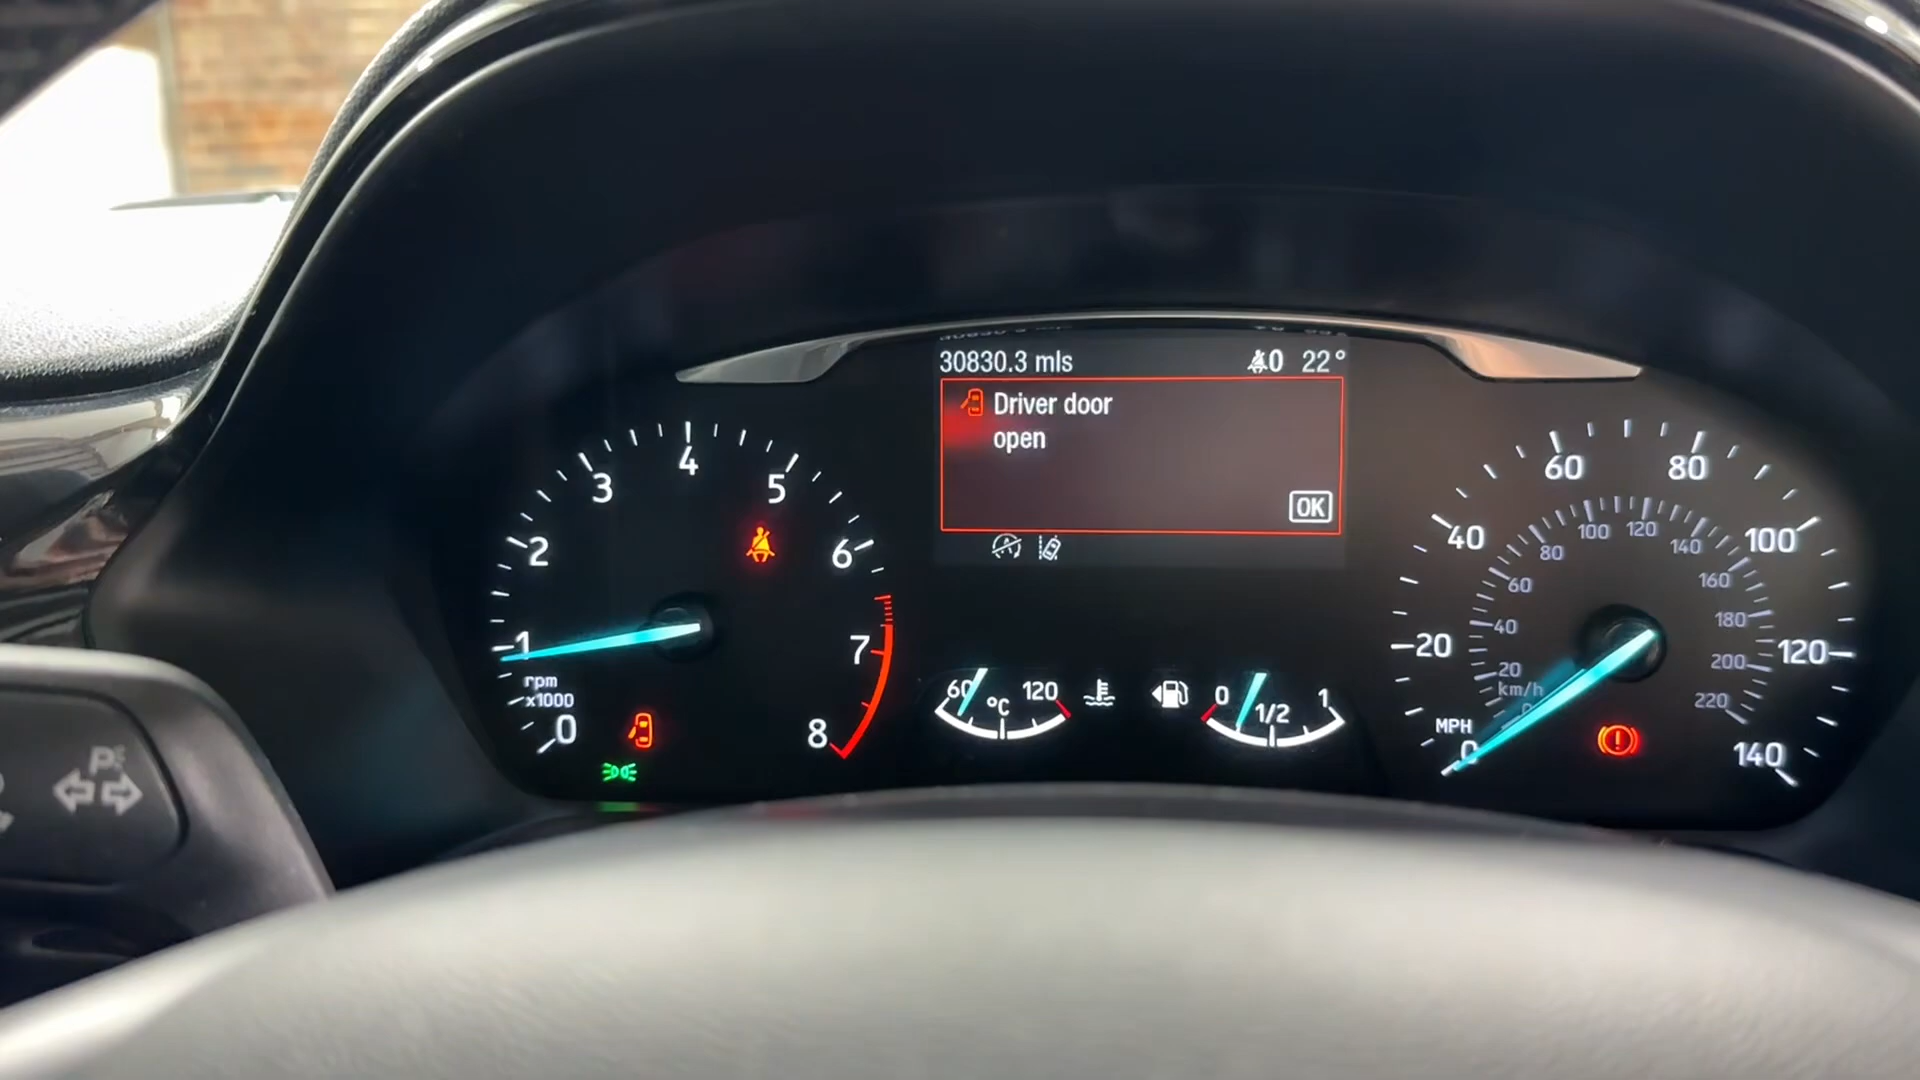 30830.3 mls 0 22°
Driver door
open
OK
0 1 2 3 4 5 6 7 8
rpm
x1000
60 120
°C
0 1/2 1
0 20 40 60 80 100 120 140
MPH
km/h
0 20 40 60 80 100 120 140 160 180 200 220
P